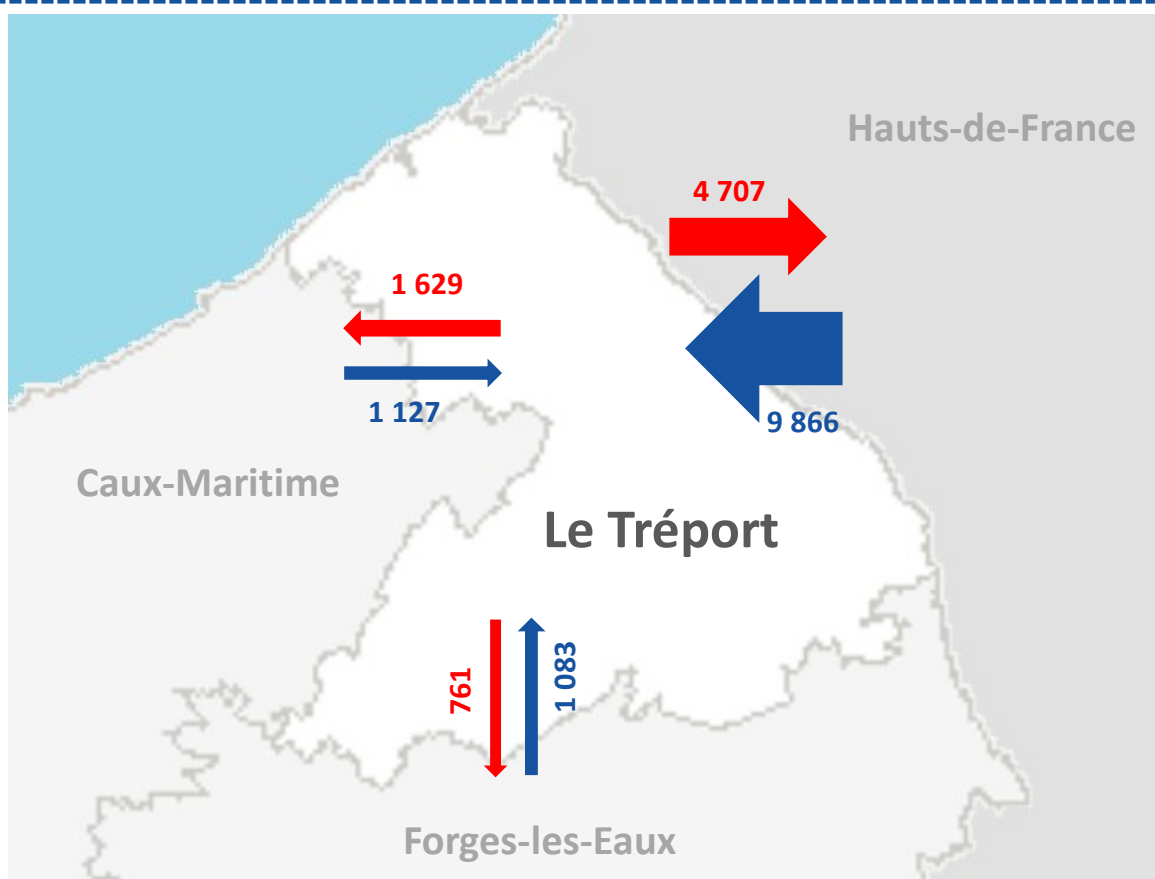 Hauts-de-France
4 707
1 629
1 127
9 866
Caux-Maritime
Le Tréport
761
1 083
Forges-les-Eaux